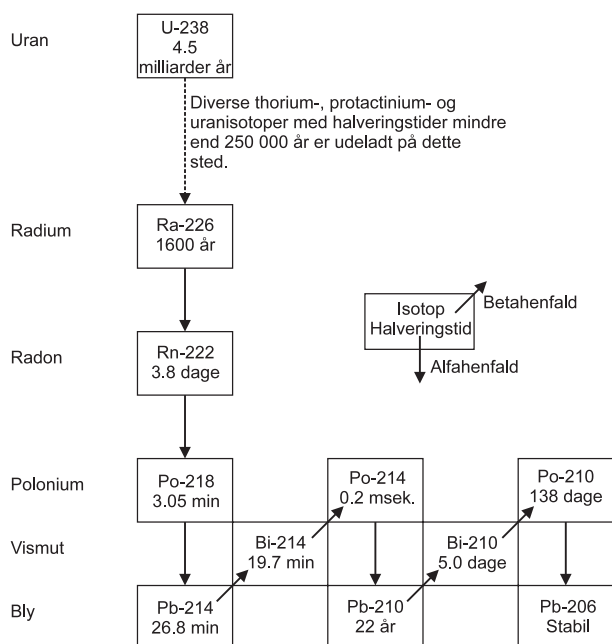 Uran
U-238
4.5
milliarder år
Diverse thorium-, protactinium- og
uranisotoper med halveringstider mindre
end 250 000 år er udeladt på dette
sted.
Radium
Ra-226
1600 år
Isotop
Halveringstid
Betahenfald
Alfahenfald
Radon
Rn-222
3.8 dage
Polonium
Po-218
3.05 min
Po-214
0.2 msek.
Po-210
138 dage
Vismut
Bi-214
19.7 min
Bi-210
5.0 dage
Bly
Pb-214
26.8 min
Pb-210
22 år
Pb-206
Stabil